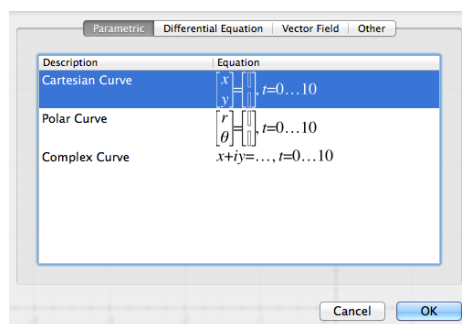 Parametric Differential Equation Vector Field Other
Description Equation
Cartesian Curve [x y]=[▯ ▯], t=0...10
Polar Curve [r θ]=[▯ ▯], t=0...10
Complex Curve x+iy=..., t=0...10
Cancel OK